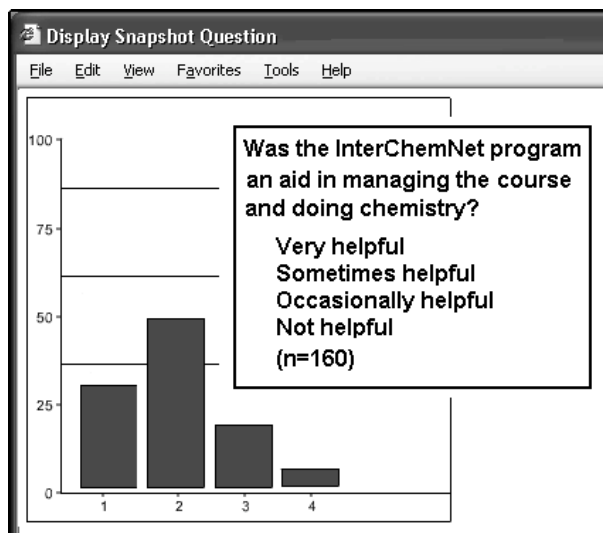 Display Snapshot Question
File Edit View Favorites Tools Help
Was the InterChemNet program
an aid in managing the course
and doing chemistry?
Very helpful
Sometimes helpful
Occasionally helpful
Not helpful
(n=160)
100
75
50
25
0
1 2 3 4